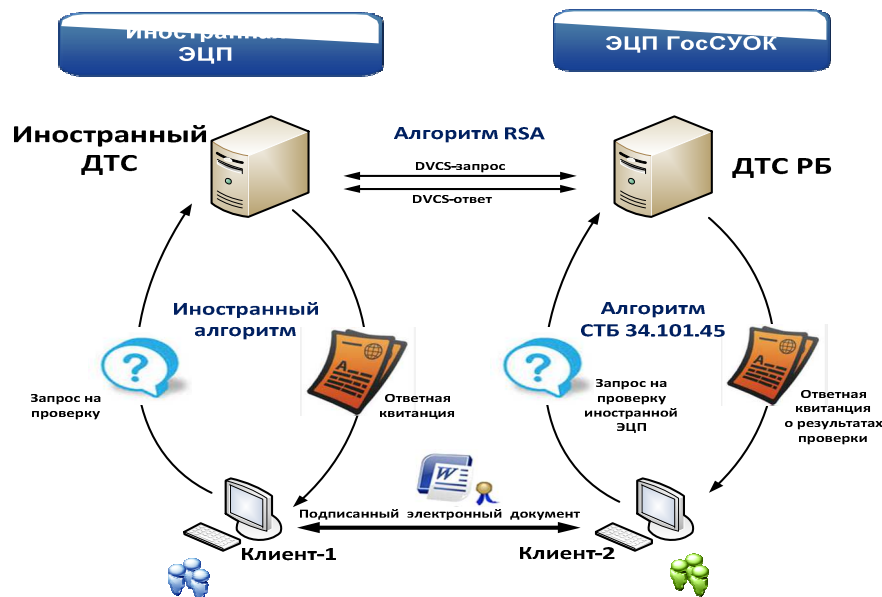 Иностранная
ЭЦП
ЭЦП ГосСУОК
Иностранный
ДТС
Алгоритм RSA
DVCS-запрос
DVCS-ответ
ДТС РБ
Иностранный
алгоритм
Алгоритм
СТБ 34.101.45
Запрос на
проверку
Ответная
квитанция
Запрос на
проверку
иностранной
ЭЦП
Ответная
квитанция
о результатах
проверки
Подписанный электронный документ
Клиент-1
Клиент-2